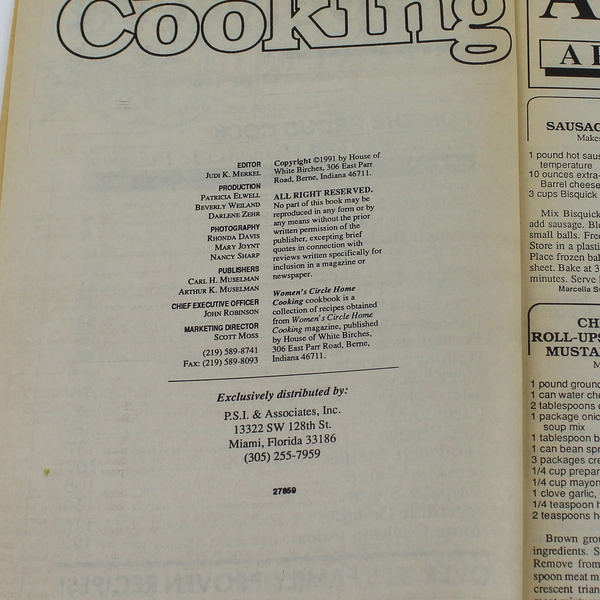 Cooking
EDITOR
JUDI K. MERKEL
PRODUCTION
PATRICIA ELWELL
BEVERLY WEILAND
DARLENE ZEHR
PHOTOGRAPHY
RHONDA DAVIS
MARY JOYNT
NANCY SHARP
PUBLISHERS
CARL H. MUSELMAN
ARTHUR K. MUSELMAN
CHIEF EXECUTIVE OFFICER
JOHN ROBINSON
MARKETING DIRECTOR
SCOTT MOSS
(219) 589-8741
FAX: (219) 589-8093
Copyright ©1991 by House of
White Birches, 306 East Parr
Road, Berne, Indiana 46711.
ALL RIGHT RESERVED.
No part of this book may be
reproduced in any form or by
any means without the prior
written permission of the
publisher, excepting brief
quotes in connection with
reviews written specifically for
inclusion in a magazine or
newspaper.
Women's Circle Home
Cooking cookbook is a
collection of recipes obtained
from Women's Circle Home
Cooking magazine, published
by House of White Birches,
306 East Parr Road, Berne,
Indiana 46711.
Exclusively distributed by:
P.S.I. & Associates, Inc.
13322 SW 128th St.
Miami, Florida 33186
(305) 255-7959
27859
A
SAUSAG
Make
1 pound hot saus
temperature
10 ounces extra-
Barrel cheese
3 cups Bisquick
Mix Bisquick
add sausage. Bl
small balls. Free
Store in a plasti
Place frozen bal
sheet. Bake at 3
minutes. Serve
Marcella S
CH
ROLL-UPS
MUSTA
M
1 pound ground
1 can water che
2 tablespoons
1 package onio
soup mix
1 tablespoon b
1 can bean spr
3 packages cre
1/4 cup prepar
1/4 cup mayon
1 clove garlic,
1/4 teaspoon h
2 teaspoons h
Brown grou
ingredients. S
Remove from
spoon meat m
crescent trian